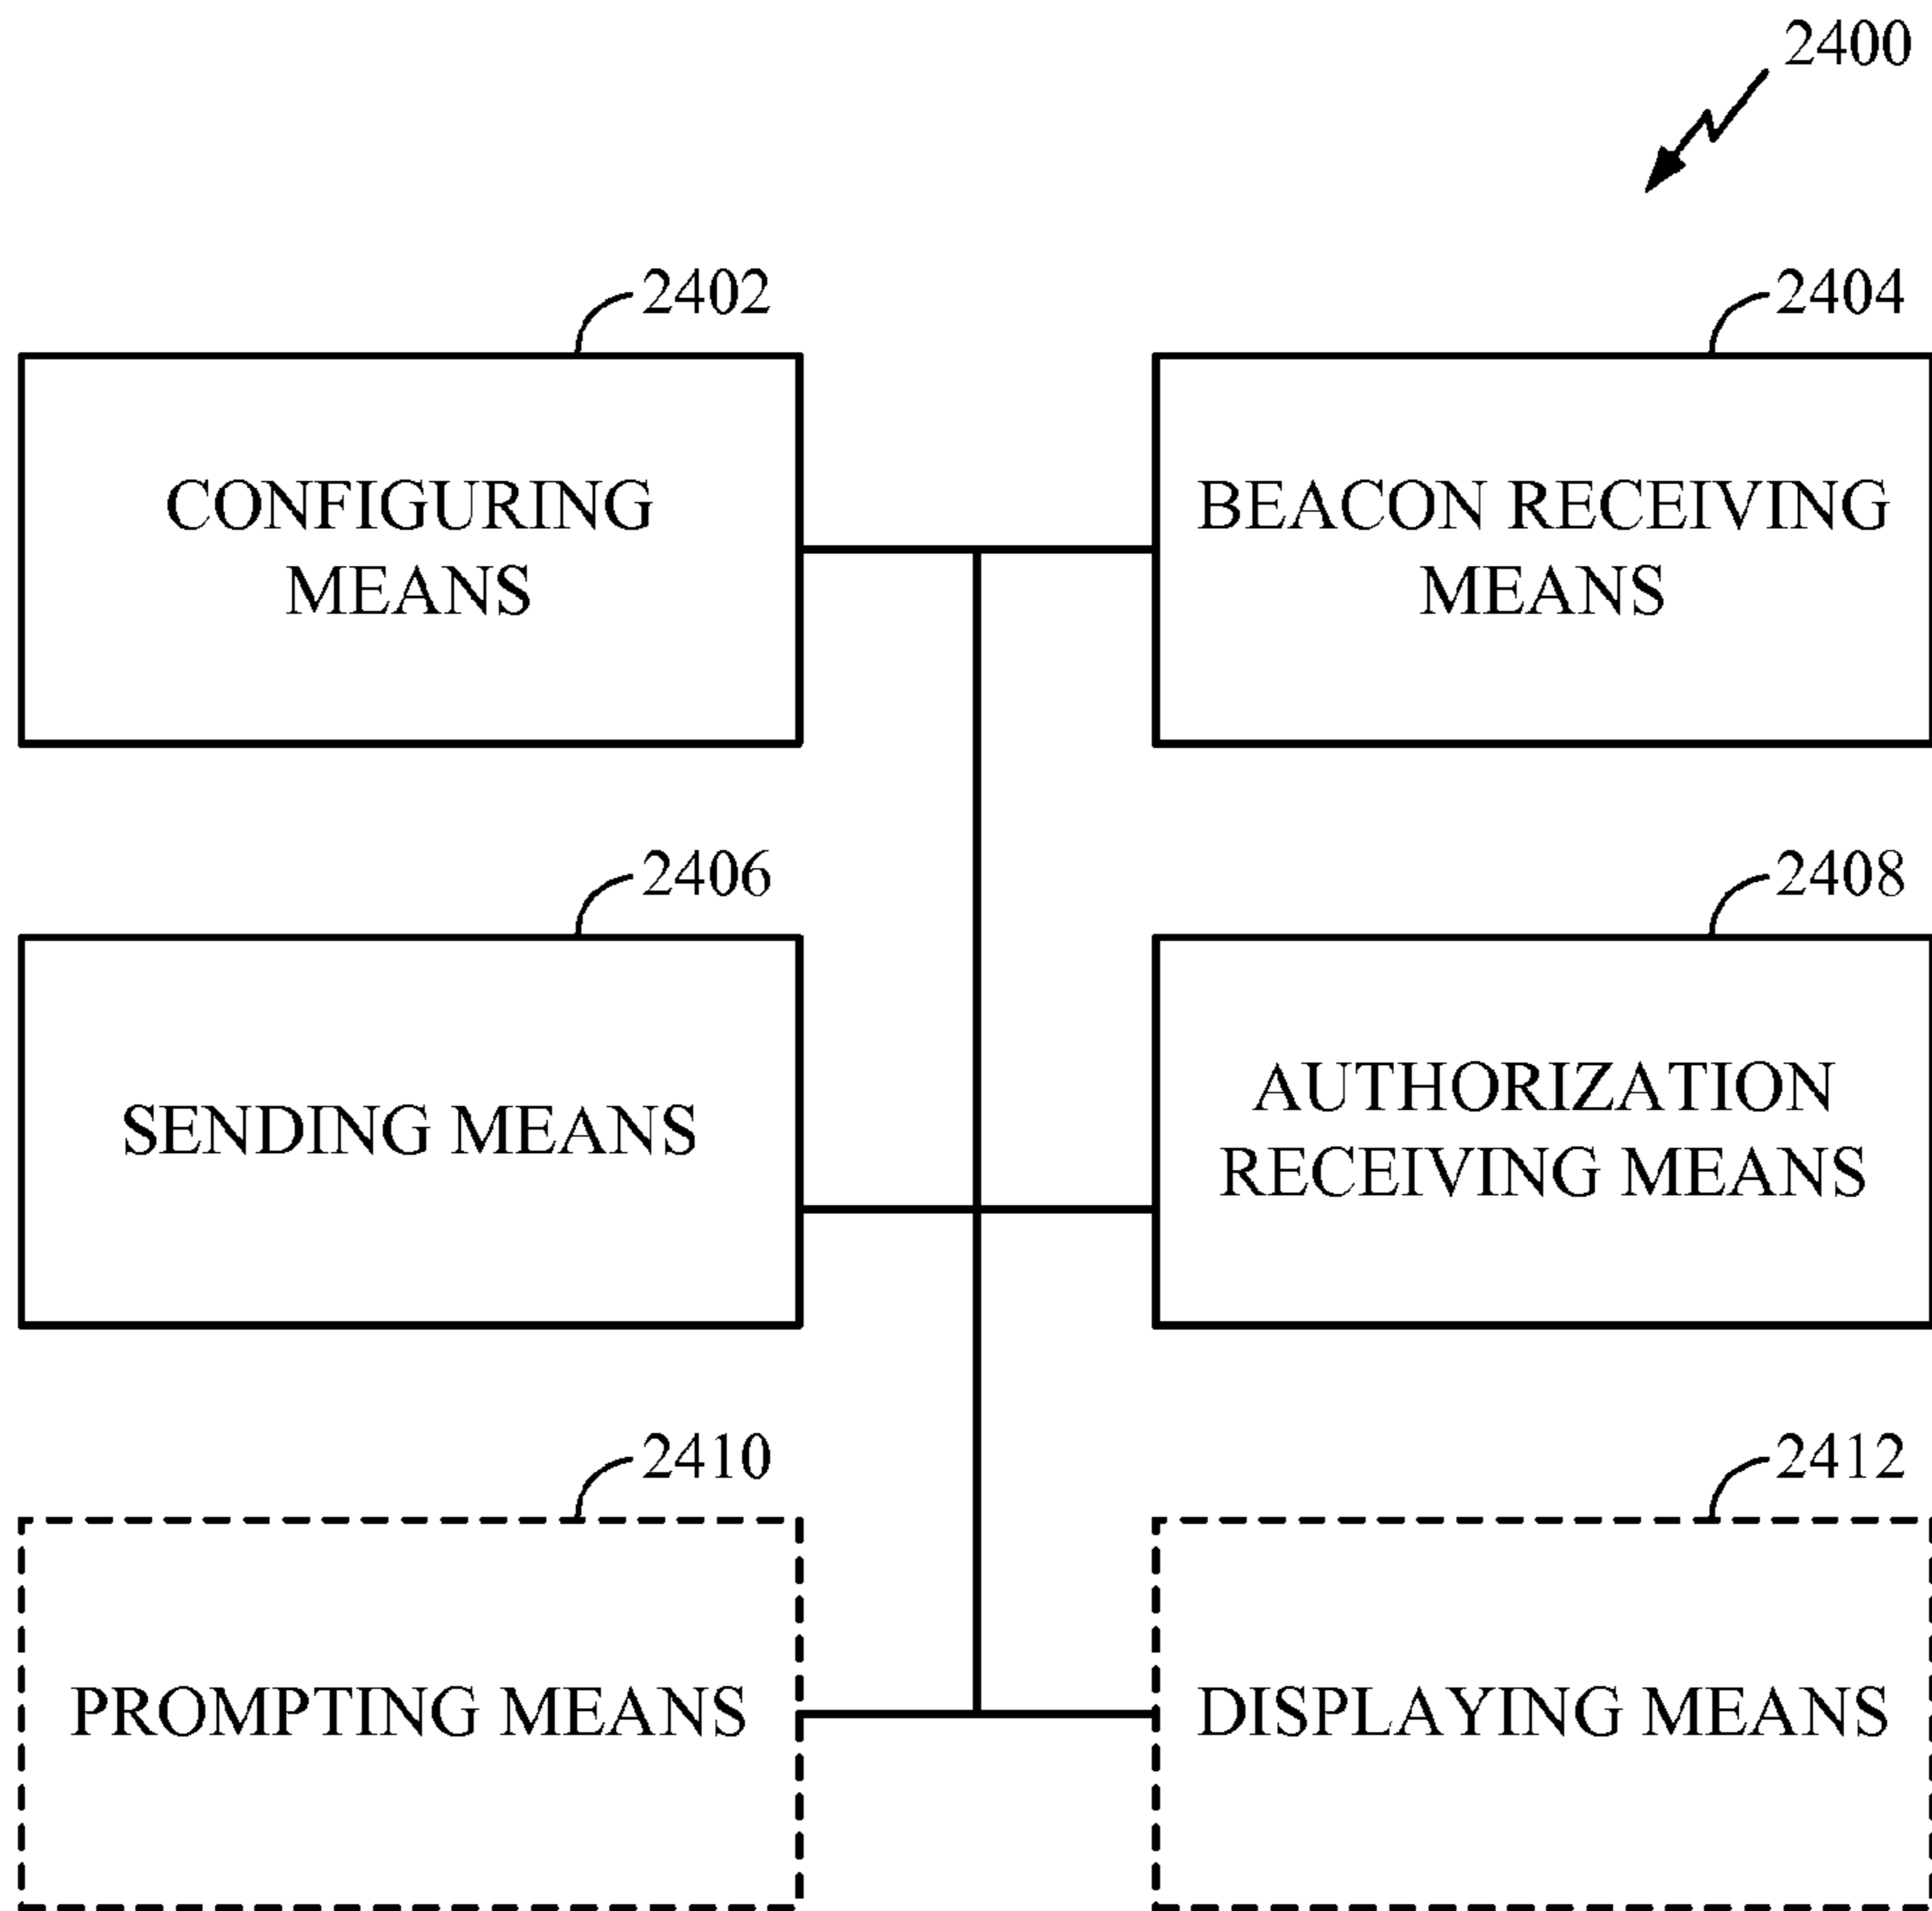 2400
2402
2404
CONFIGURING
MEANS
BEACON RECEIVING
MEANS
2406
2408
SENDING MEANS
AUTHORIZATION
RECEIVING MEANS
2410
2412
PROMPTING MEANS
DISPLAYING MEANS